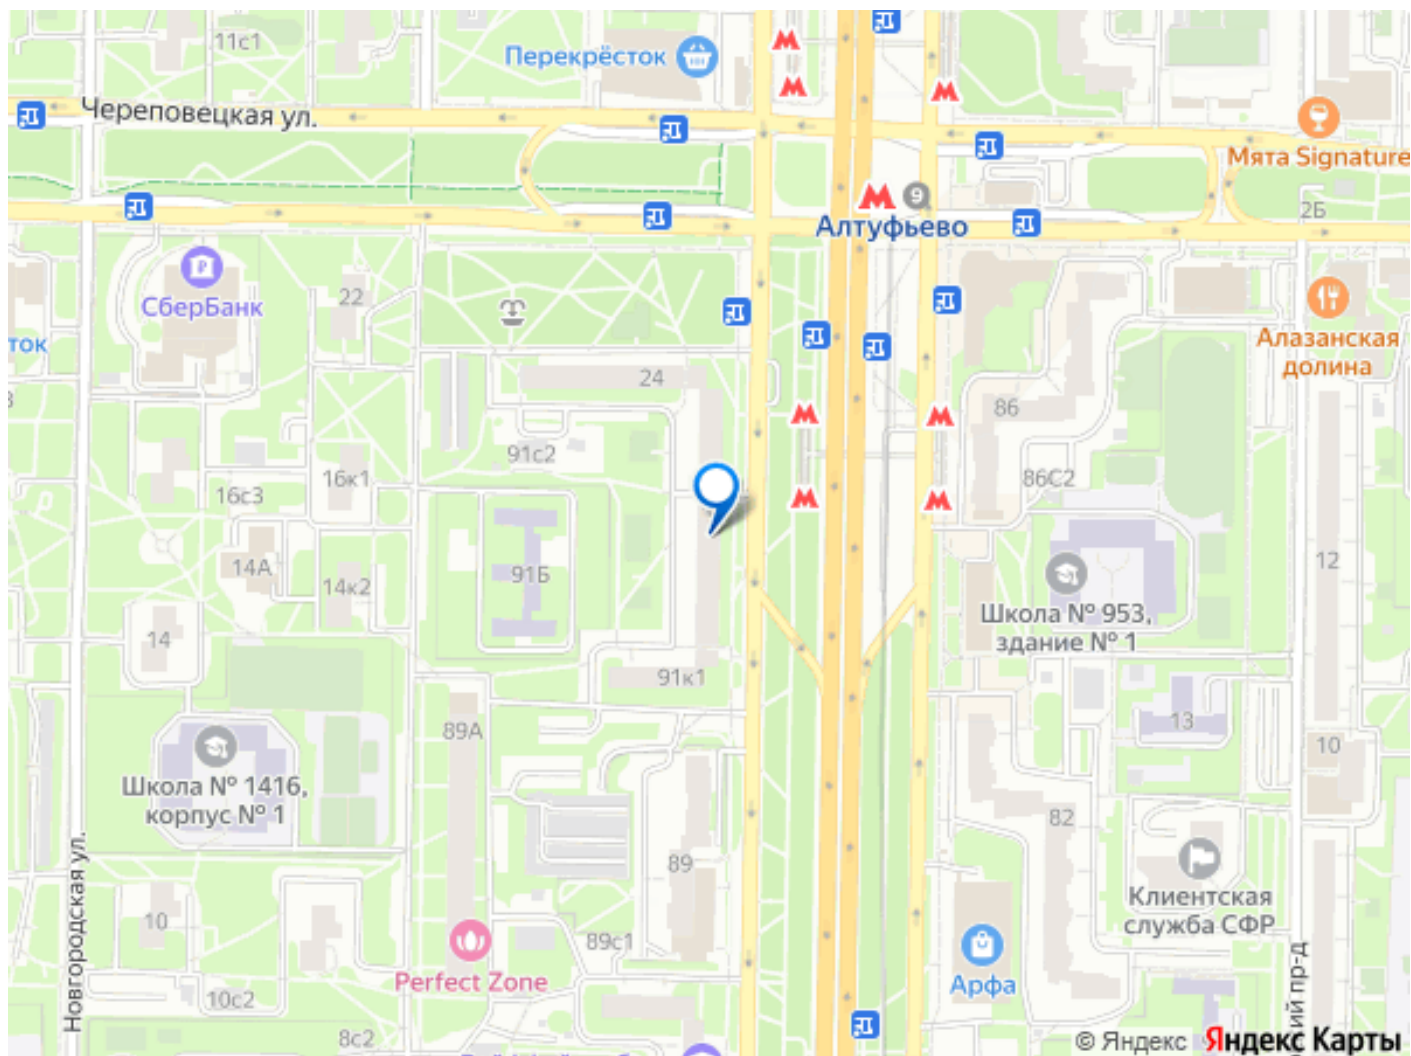 11с1
Перекрёсток
Череповецкая ул.
Мята Signature
9
Алтуфьево
2Б
СберБанк
22
ток
Алазанская
долина
24
86
91с2
16к1
16с3
86С2
14А
91Б
14к2
12
Школа № 953,
здание № 1
14
91к1
13
89А
10
Школа № 1416,
корпус № 1
82
89
Клиентская
служба СФР
Новгородская ул.
10
89с1
Perfect Zone
Арфа
10с2
8с2
ий пр-д
© Яндекс Яндекс Карты